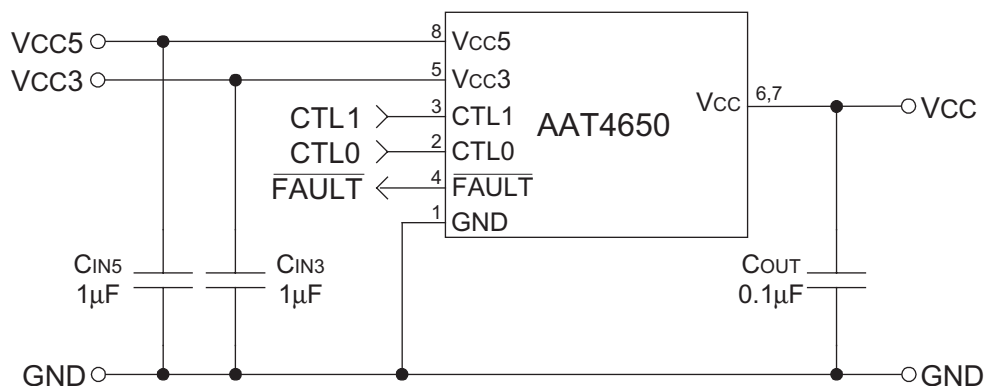 VCC5 8 VCC5
VCC3 5 VCC3
VCC 6,7 VCC
CTL1 3 CTL1
AAT4650
CTL0 2 CTL0
FAULT 4 FAULT
1 GND
CIN5 CIN3 COUT
1μF 1μF 0.1μF
GND GND